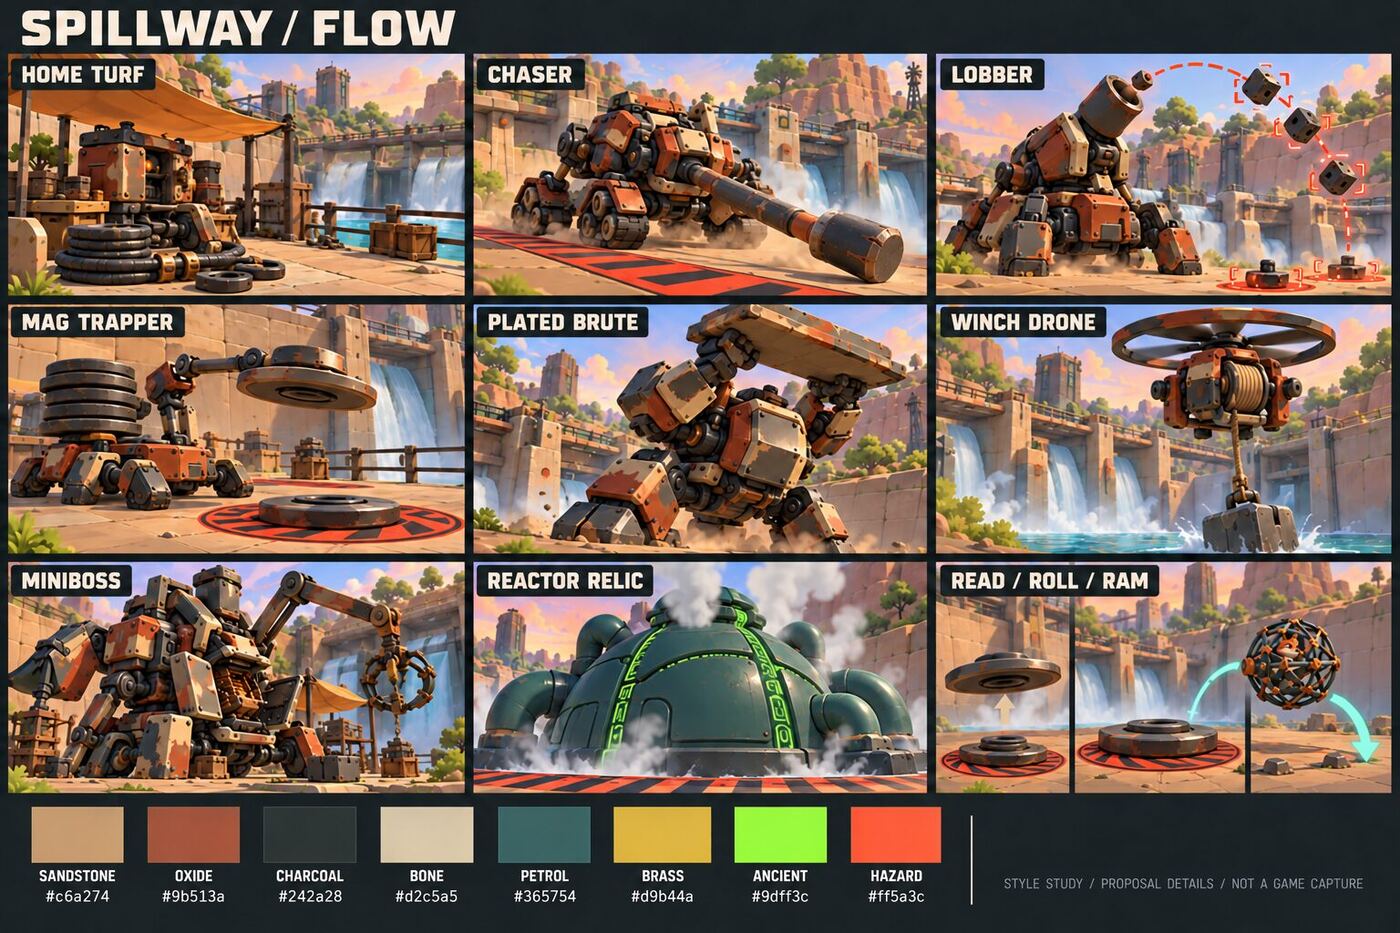 SPILLWAY / FLOW
HOME TURF
CHASER
LOBBER
MAG TRAPPER
PLATED BRUTE
WINCH DRONE
MINIBOSS
REACTOR RELIC
READ / ROLL / RAM
SANDSTONE
#c6a274
OXIDE
#9b513a
CHARCOAL
#242a28
BONE
#d2c5a5
PETROL
#365754
BRASS
#d9b44a
ANCIENT
#9dff3c
HAZARD
#ff5a3c
STYLE STUDY / PROPOSAL DETAILS / NOT A GAME CAPTURE